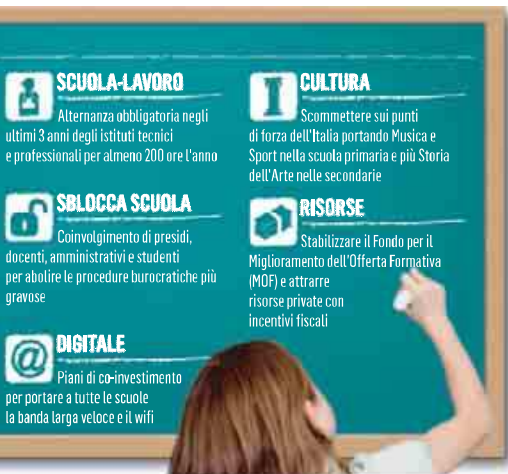 SCUOLA-LAVORO
Alternanza obbligatoria negli
ultimi 3 anni degli istituti tecnici
e professionali per almeno 200 ore l'anno
SBLOCCA SCUOLA
Coinvolgimento di presidi,
docenti, amministrativi e studenti
per abolire le procedure burocratiche più
gravose
@
DIGITALE
Piani di co-investimento
per portare a tutte le scuole
la banda larga veloce e il wifi
CULTURA
Scommettere sui punti
di forza dell'Italia portando Musica e
Sport nella scuola primaria e più Storia
dell'Arte nelle secondarie
RISORSE
Stabilizzare il Fondo per il
Miglioramento dell'Offerta Formativa
(MOF) e attrarre
risorse private con
incentivi fiscali